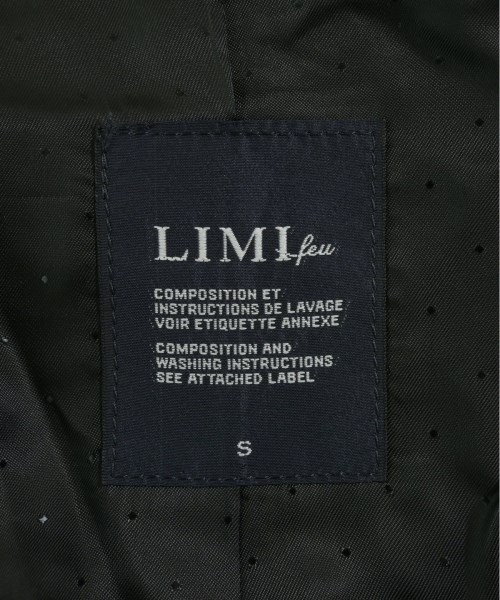 LIMI feu
COMPOSITION ET
INSTRUCTIONS DE LAVAGE
VOIR ETIQUETTE ANNEXE
COMPOSITION AND
WASHING INSTRUCTIONS
SEE ATTACHED LABEL
S